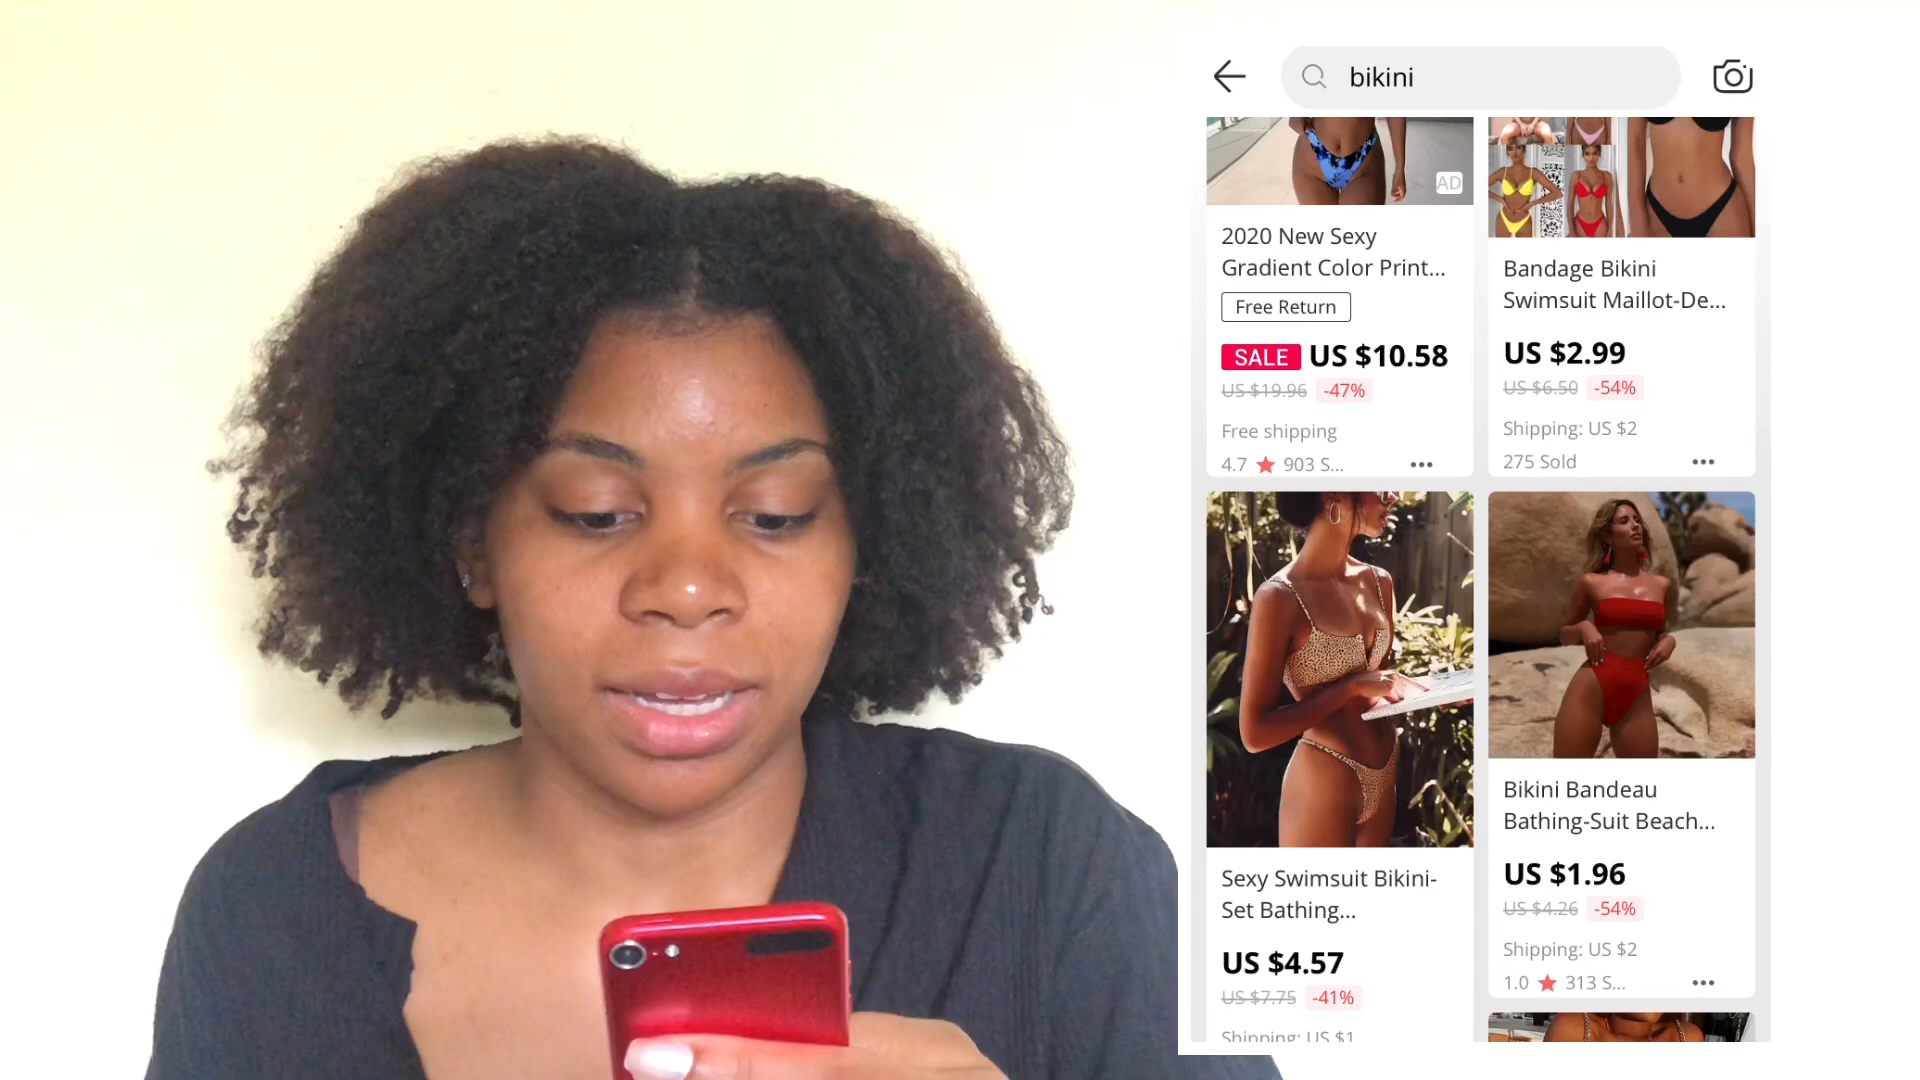 bikini
AD
2020 New Sexy
Gradient Color Print...
Free Return
SALE US $10.58
US $19.96 -47%
Free shipping
4.7 903 S...
Bandage Bikini
Swimsuit Maillot-De...
US $2.99
US $6.50 -54%
Shipping: US $2
275 Sold
Sexy Swimsuit Bikini-
Set Bathing...
US $4.57
US $7.75 -41%
Shipping: US $1
Bikini Bandeau
Bathing-Suit Beach...
US $1.96
US $4.26 -54%
Shipping: US $2
1.0 313 S...